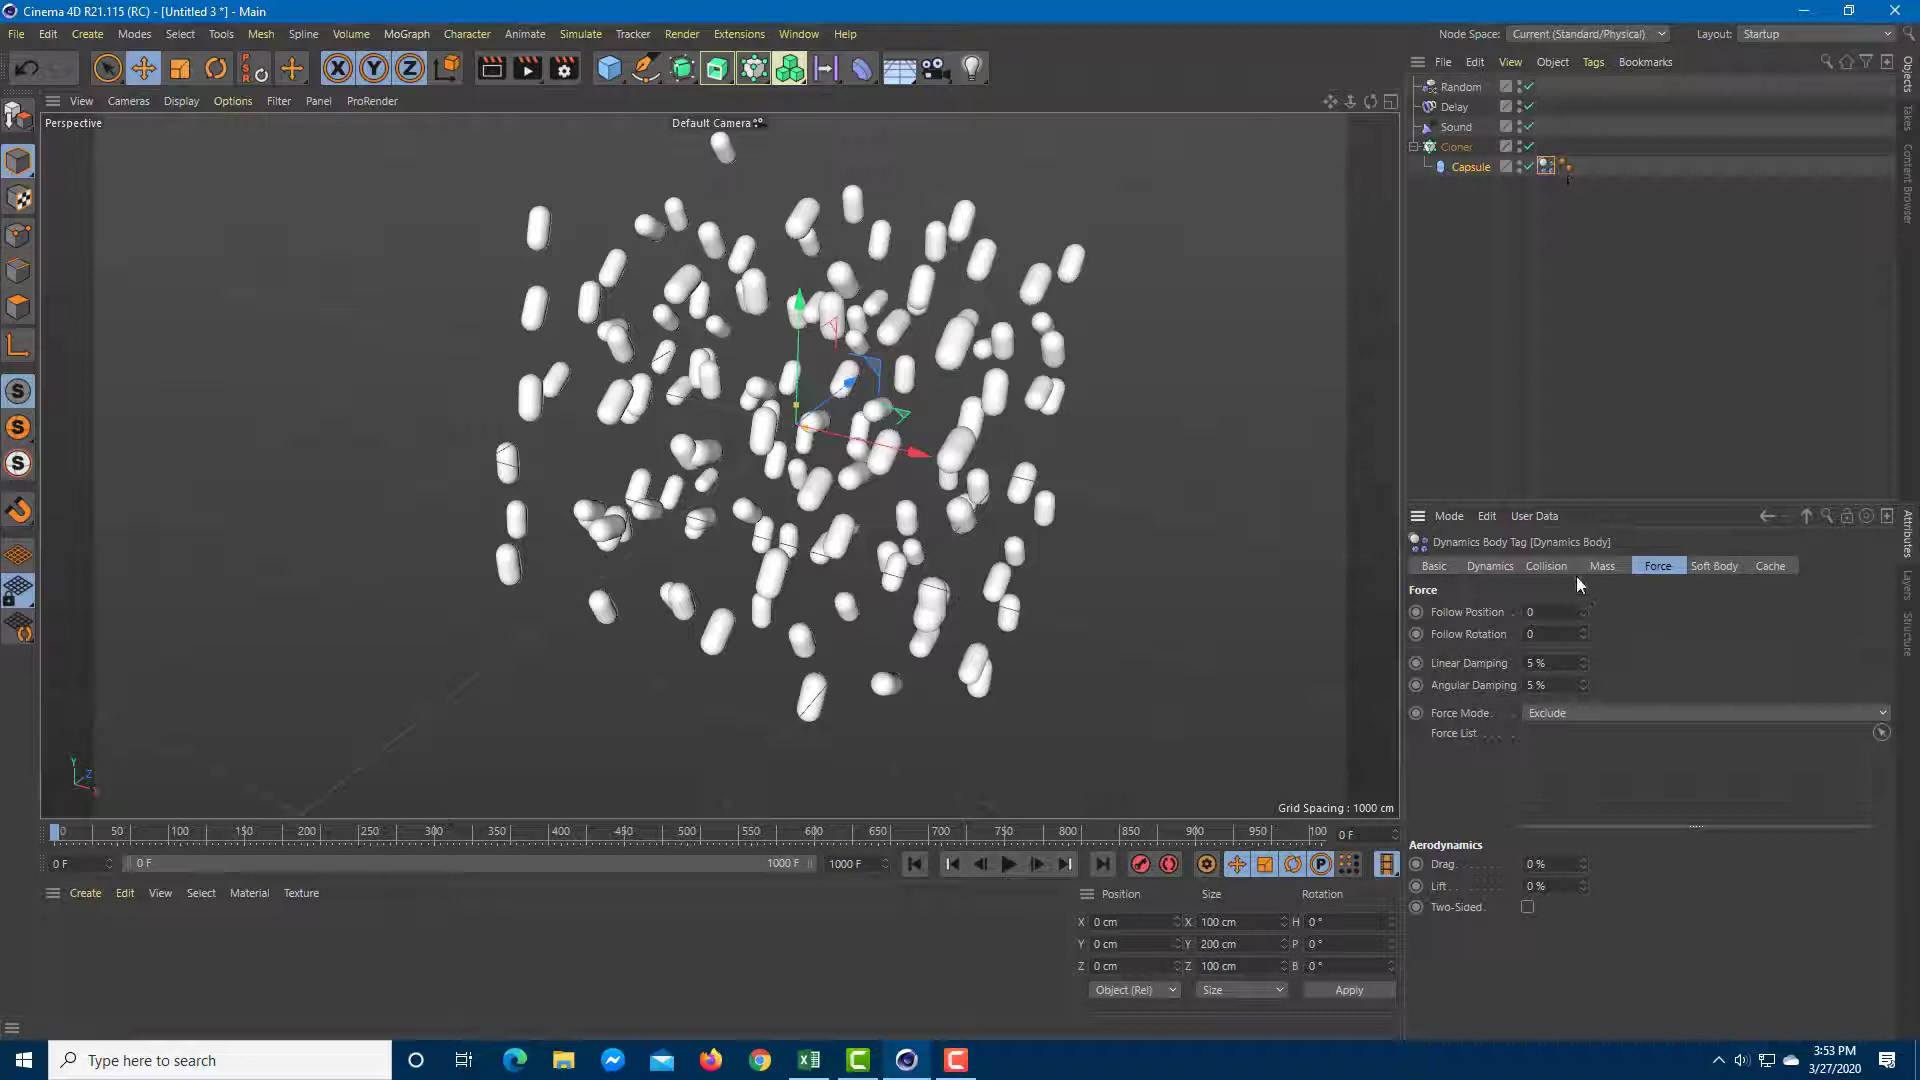 Cinema 4D R21.115 (RC) - [Untitled 3 *] - Main
File Edit Create Modes Select Tools Mesh Spline Volume MoGraph Character Animate Simulate Tracker Render Extensions Window Help
Node Space: Current (Standard/Physical) Layout: Startup
P S R
X Y Z
View Cameras Display Options Filter Panel ProRender
File Edit View Object Tags Bookmarks
Perspective
Default Camera
Random
Delay
Sound
Cloner
Capsule
Objects
Takes
Content Browser
S
S
S
Mode Edit User Data
Dynamics Body Tag [Dynamics Body]
Basic Dynamics Collision Mass Force Soft Body Cache
Force
Follow Position . 0
Follow Rotation 0
Linear Damping 5 %
Angular Damping 5 %
Force Mode. Exclude
Force List
Aerodynamics
Drag. 0 %
Lift . 0 %
Two-Sided.
Attributes
Layers
Structure
Y Z X
Grid Spacing : 1000 cm
0 50 100 150 200 250 300 350 400 450 500 550 600 650 700 750 800 850 900 950 100 0 F
0 F 0 F 1000 F 1000 F
P
Create Edit View Select Material Texture
Position Size Rotation
X 0 cm X 100 cm H 0 °
Y 0 cm Y 200 cm P 0 °
Z 0 cm Z 100 cm B 0 °
Object (Rel) Size Apply
Type here to search
3:53 PM
3/27/2020